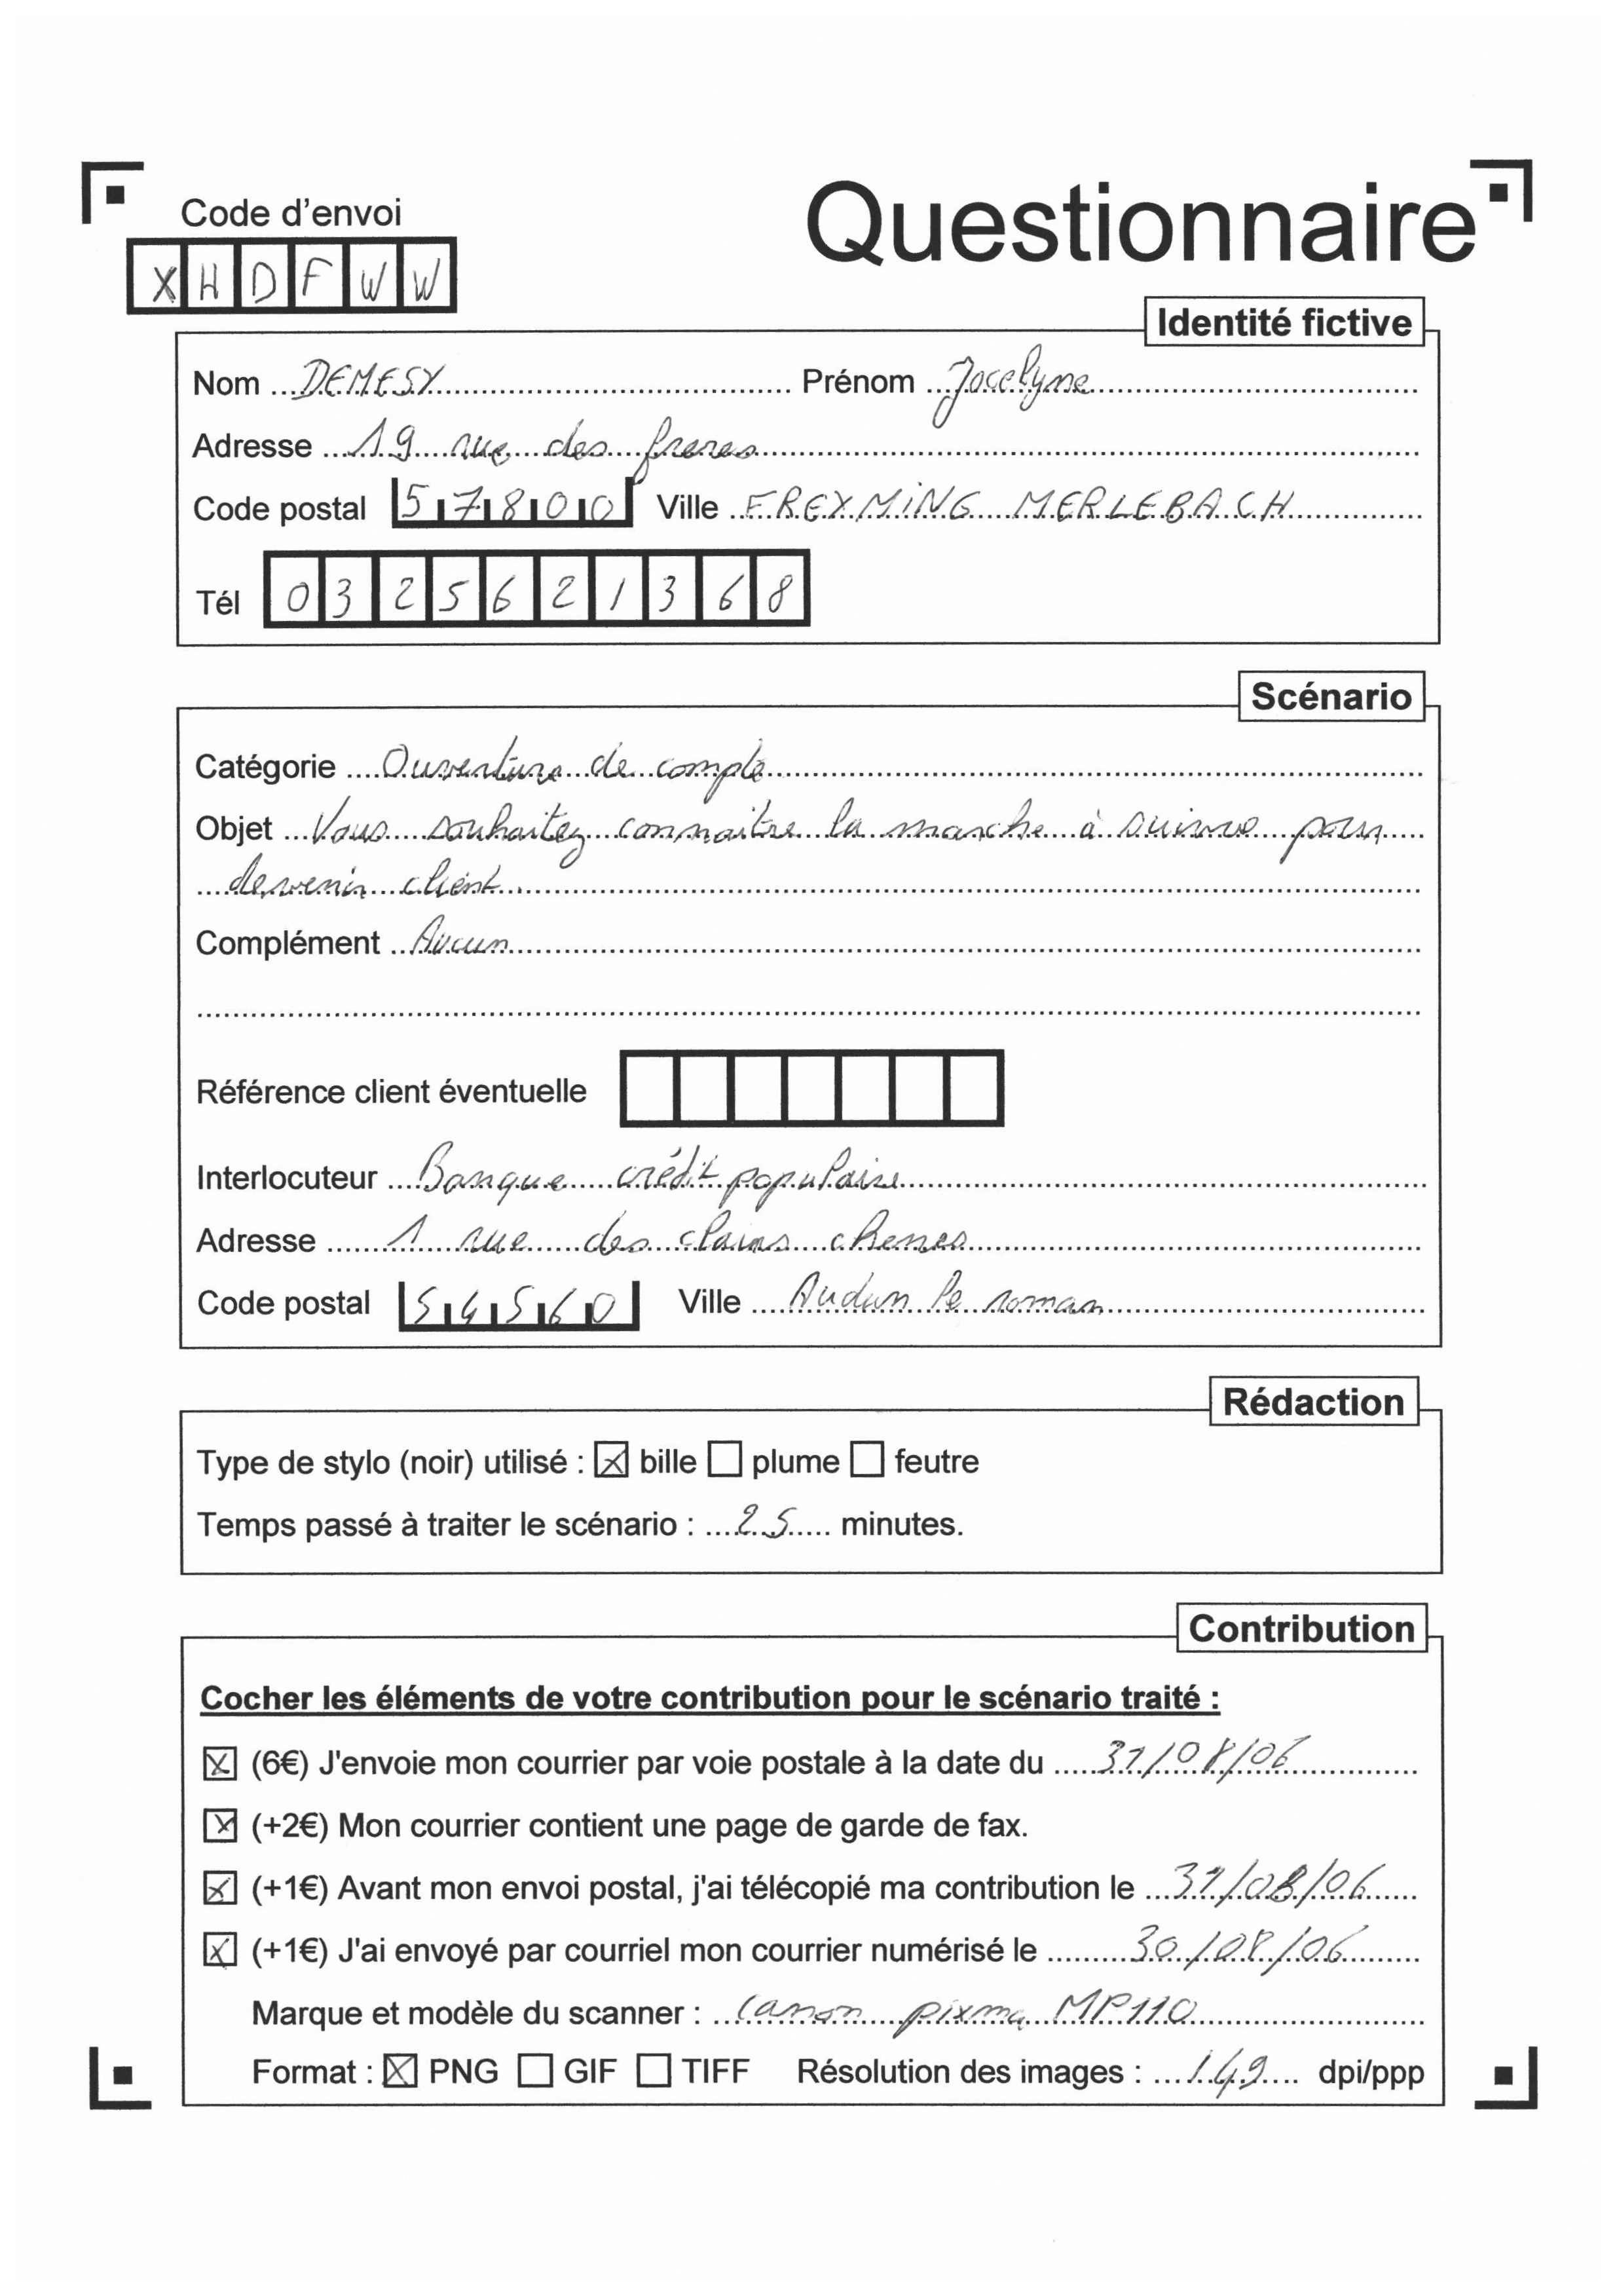 Code d'envoi
Questionnaire
X H D F W W
Identité fictive
Nom DEMESY Prénom Jocelyne
Adresse 19 rue des freres
Code postal 57800 Ville FREYMING MERLEBACH
Tél 0325621368
Scénario
Catégorie Ouverture de compte
Objet Vous souhaitez connaitre la marche à suivre pour
devenir client.
Complément Aucun
Référence client éventuelle
Interlocuteur Banque crédit populaire
Adresse 1 rue des clairs chenes
Code postal 54560 Ville Audun le roman
Rédaction
Type de stylo (noir) utilisé : ☒ bille ☐ plume ☐ feutre
Temps passé à traiter le scénario : 25 minutes.
Contribution
Cocher les éléments de votre contribution pour le scénario traité :
☒ (6€) J'envoie mon courrier par voie postale à la date du 31/08/06
☒ (+2€) Mon courrier contient une page de garde de fax.
☒ (+1€) Avant mon envoi postal, j'ai télécopié ma contribution le 31/08/06
☒ (+1€) J'ai envoyé par courriel mon courrier numérisé le 30/08/06
Marque et modèle du scanner : Canon pixma MP110
Format : ☒ PNG ☐ GIF ☐ TIFF Résolution des images : 149 dpi/ppp